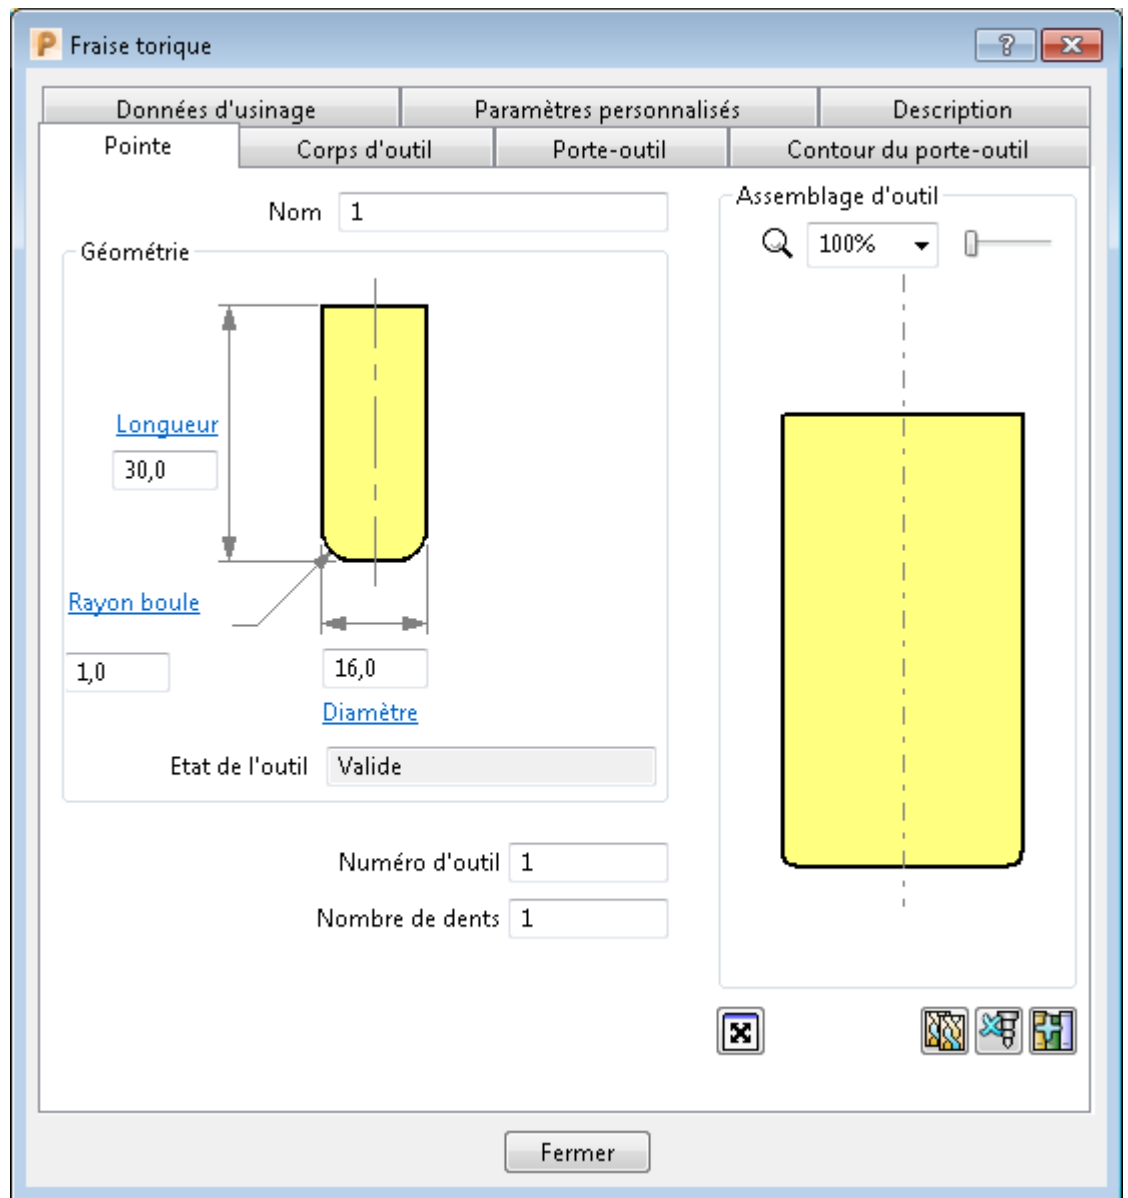 Fraise torique
Données d'usinage
Paramètres personnalisés
Description
Pointe
Corps d'outil
Porte-outil
Contour du porte-outil
Nom 1
Géométrie
Longueur
30,0
Rayon boule
1,0
16,0
Diamètre
Etat de l'outil Valide
Numéro d'outil 1
Nombre de dents 1
Assemblage d'outil
100%
Fermer